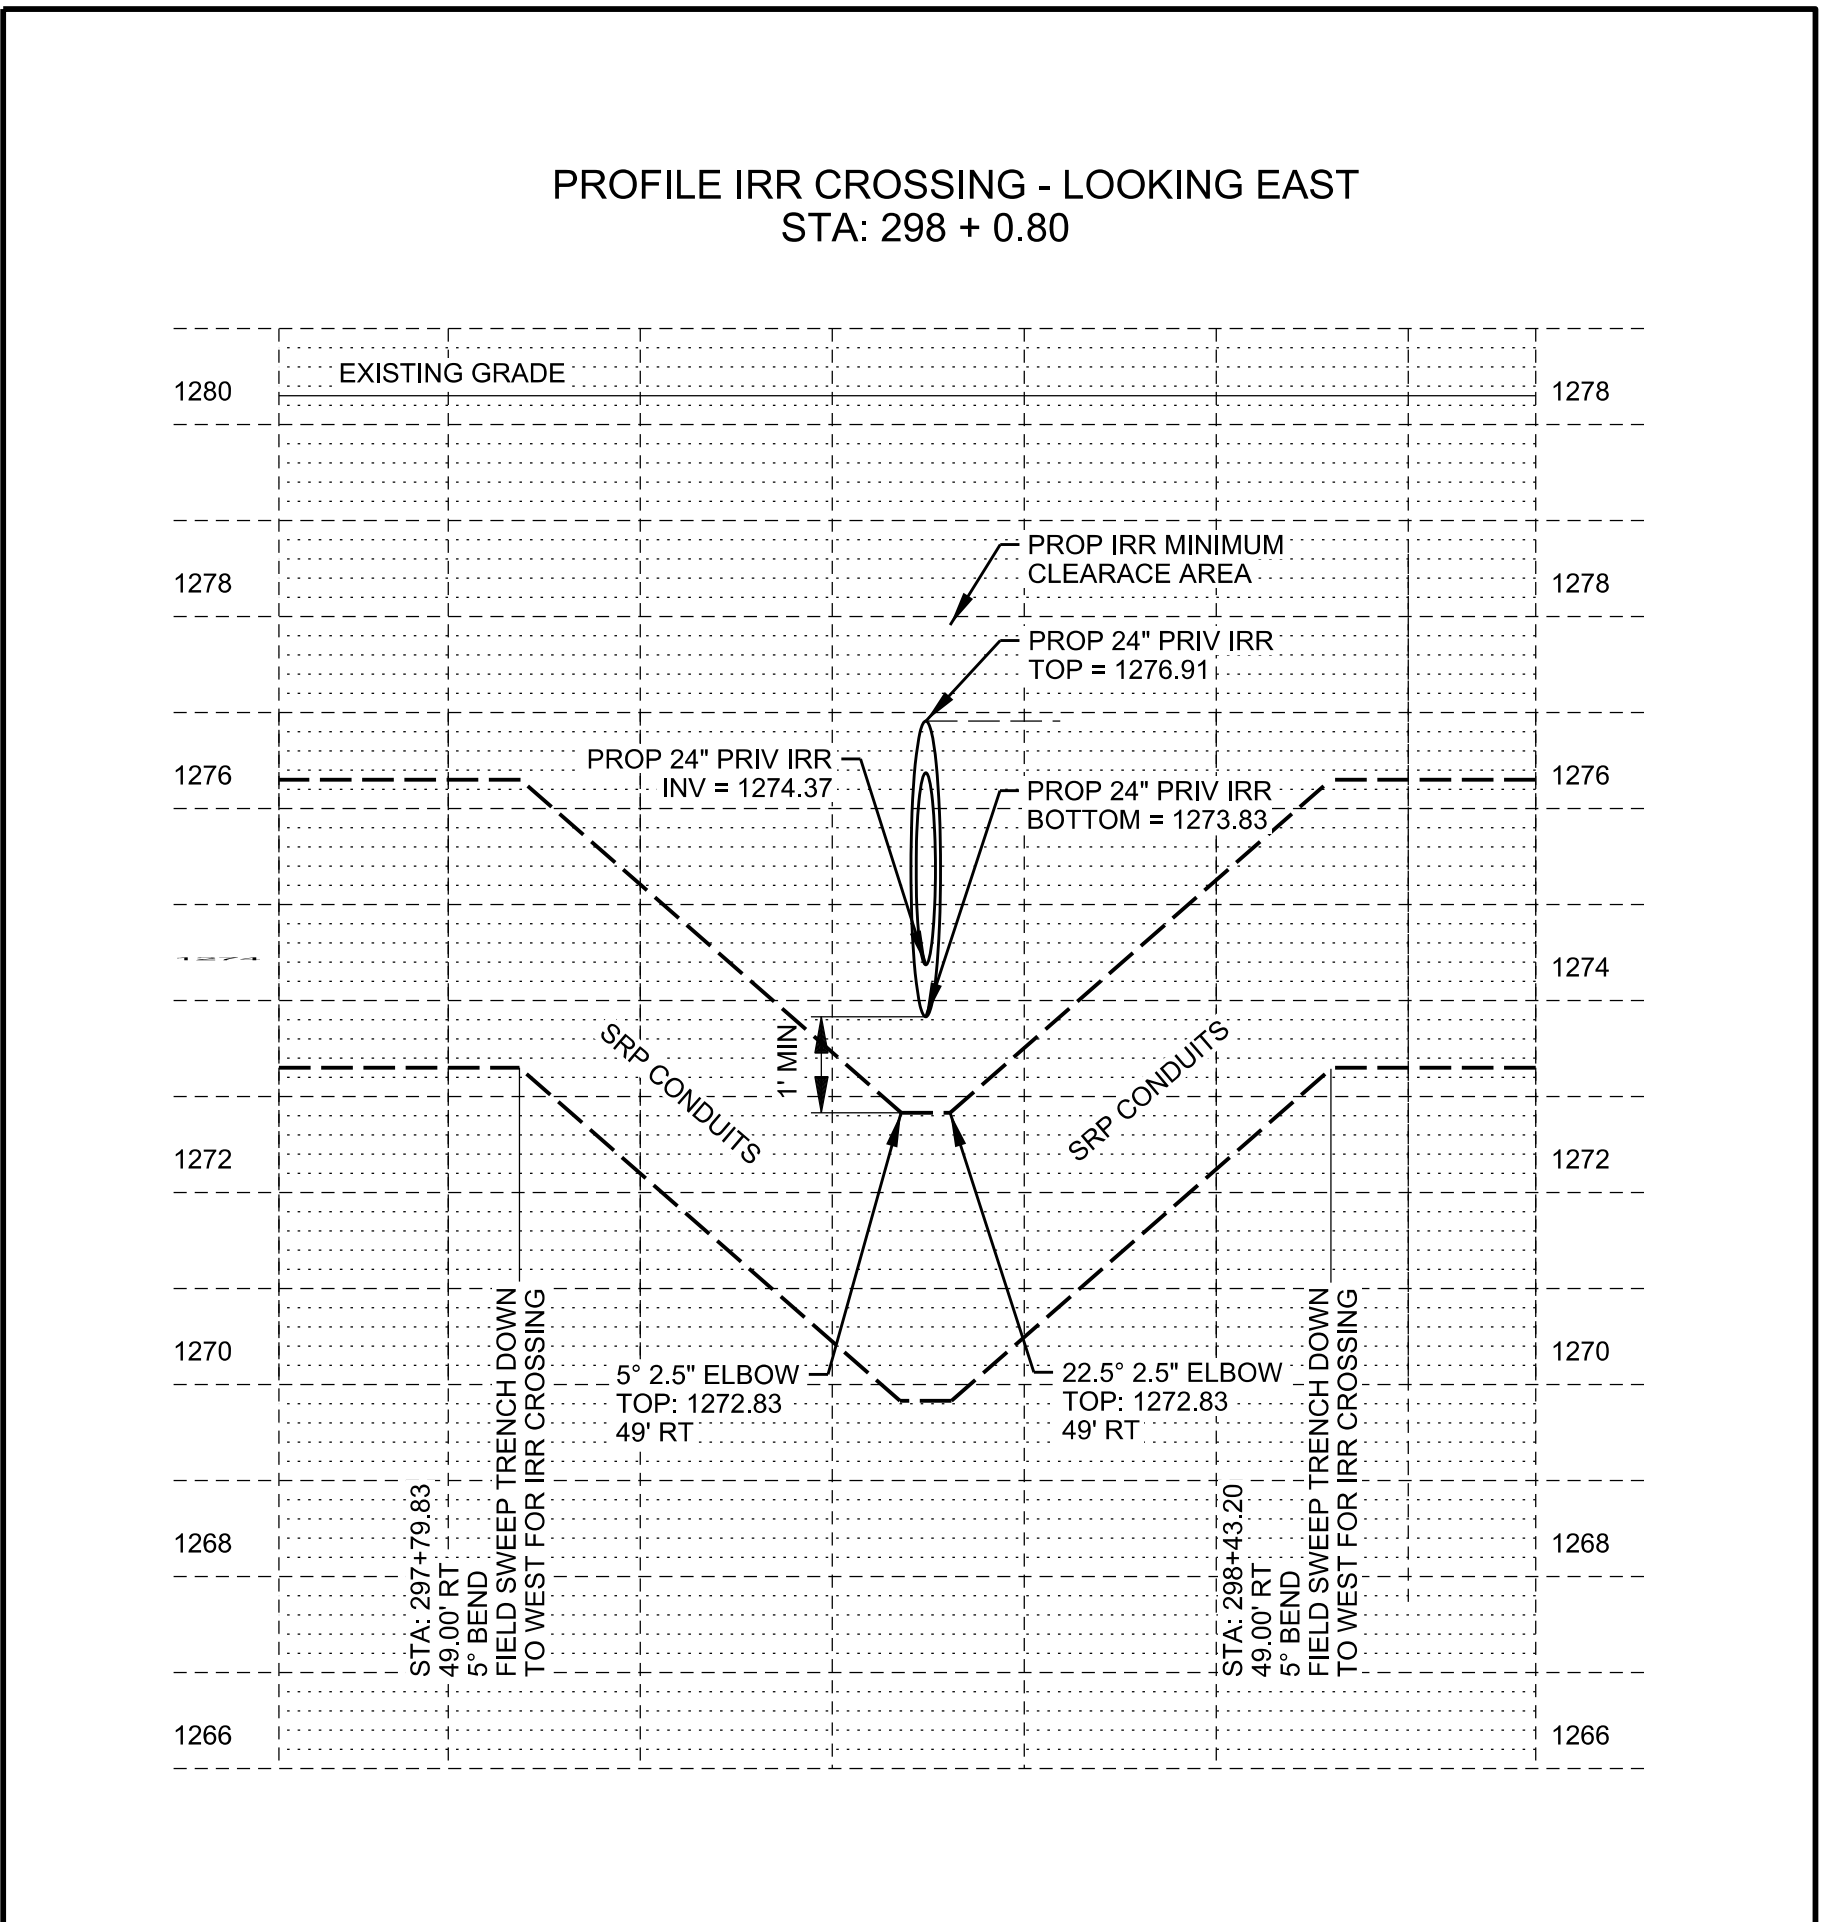 PROFILE IRR CROSSING - LOOKING EAST
STA: 298 + 0.80
EXISTING GRADE
1280
1278
1278
1278
PROP IRR MINIMUM
CLEARACE AREA
PROP 24" PRIV IRR
TOP = 1276.91
PROP 24" PRIV IRR
INV = 1274.37
1276
1276
PROP 24" PRIV IRR
BOTTOM = 1273.83
1274
1274
SRP CONDUITS
1' MIN
SRP CONDUITS
1272
1272
1270
1270
5° 2.5" ELBOW
TOP: 1272.83
49' RT
22.5° 2.5" ELBOW
TOP: 1272.83
49' RT
STA: 297+79.83
49.00' RT
5° BEND
FIELD SWEEP TRENCH DOWN
TO WEST FOR IRR CROSSING
STA: 298+43.20
49.00' RT
5° BEND
FIELD SWEEP TRENCH DOWN
TO WEST FOR IRR CROSSING
1268
1268
1266
1266